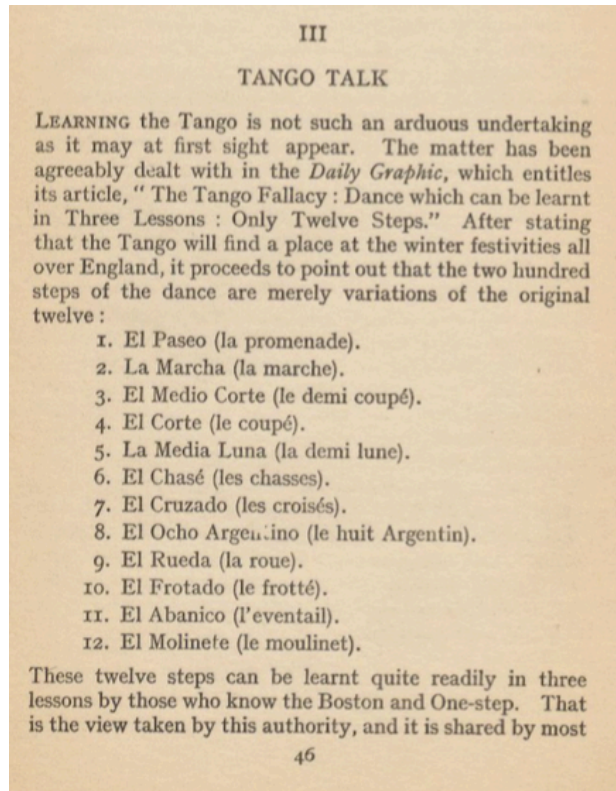 III
TANGO TALK
LEARNING the Tango is not such an arduous undertaking
as it may at first sight appear. The matter has been
agreeably dealt with in the Daily Graphic, which entitles
its article, “ The Tango Fallacy : Dance which can be learnt
in Three Lessons : Only Twelve Steps.” After stating
that the Tango will find a place at the winter festivities all
over England, it proceeds to point out that the two hundred
steps of the dance are merely variations of the original
twelve :
1. El Paseo (la promenade).
2. La Marcha (la marche).
3. El Medio Corte (le demi coupé).
4. El Corte (le coupé).
5. La Media Luna (la demi lune).
6. El Chasé (les chasses).
7. El Cruzado (les croisés).
8. El Ocho Argentino (le huit Argentin).
9. El Rueda (la roue).
10. El Frotado (le frotté).
11. El Abanico (l’eventail).
12. El Molinete (le moulinet).
These twelve steps can be learnt quite readily in three
lessons by those who know the Boston and One-step. That
is the view taken by this authority, and it is shared by most
46